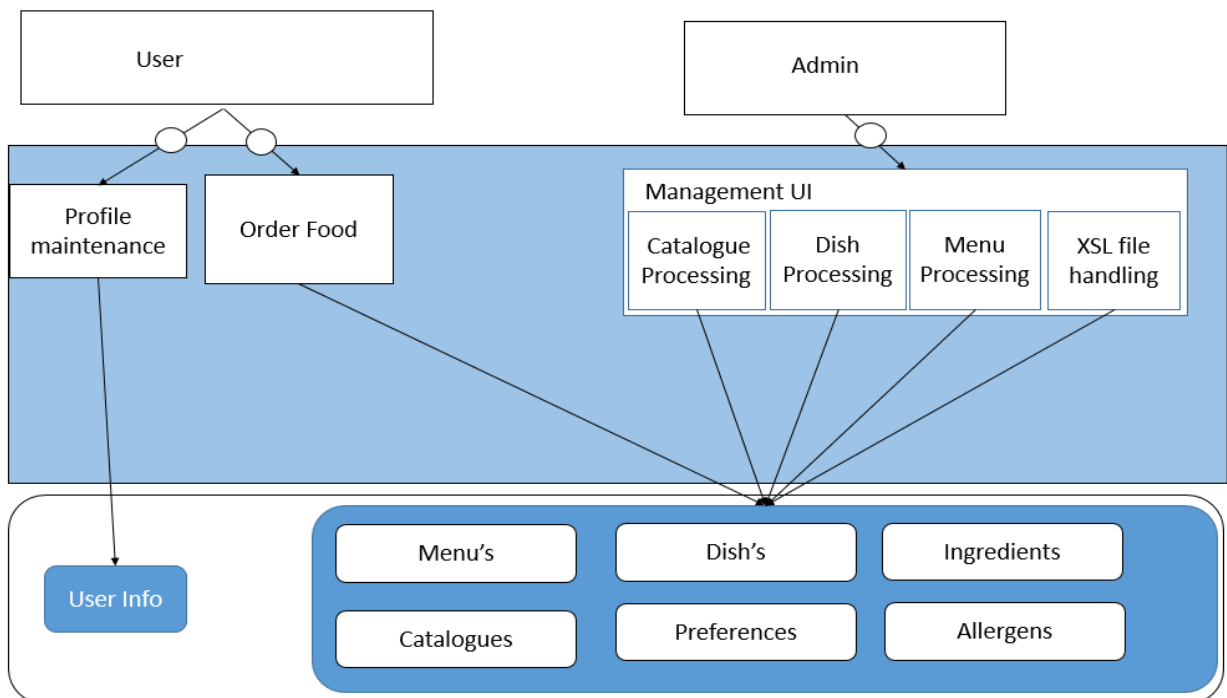 User
Admin
Profile
maintenance
Order Food
Management UI
Catalogue
Processing
Dish
Processing
Menu
Processing
XSL file
handling
Menu’s
Dish’s
Ingredients
User Info
Catalogues
Preferences
Allergens